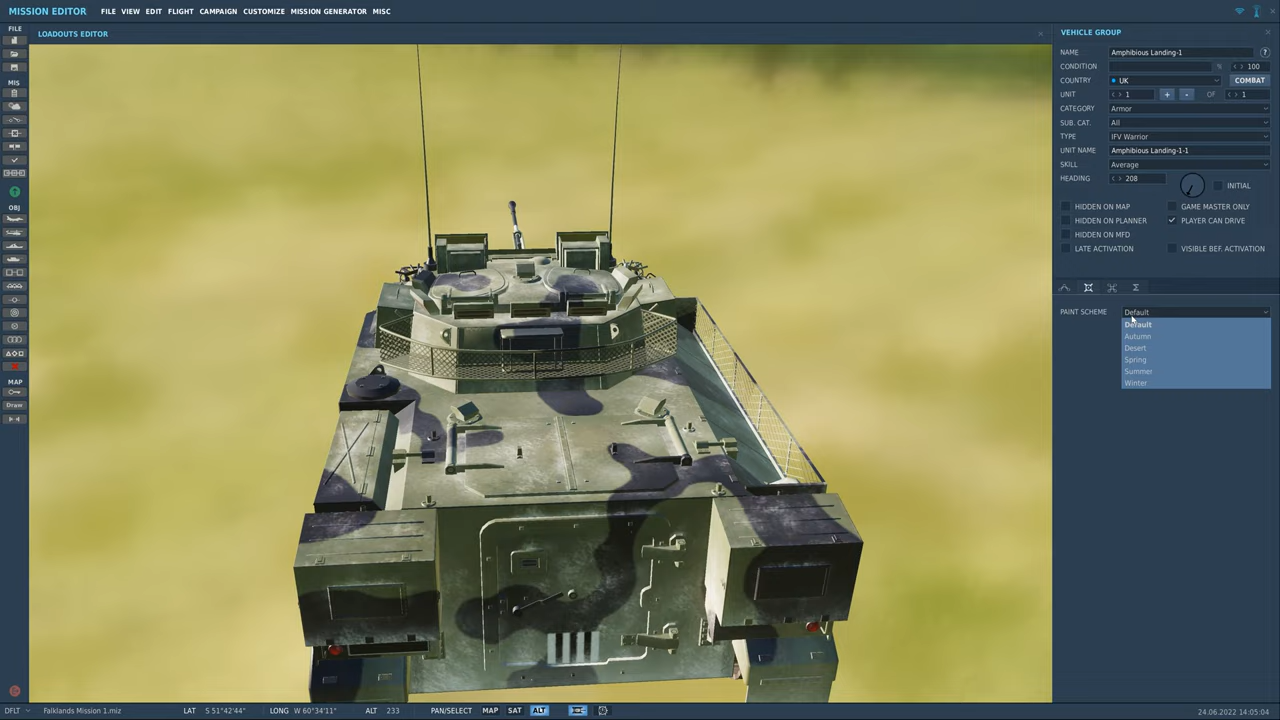 MISSION EDITOR FILE VIEW EDIT FLIGHT CAMPAIGN CUSTOMIZE MISSION GENERATOR MISC
FILE
MIS
OBJ
MAP
Draw
LOADOUTS EDITOR
VEHICLE GROUP
NAME Amphibious Landing-1 ?
CONDITION % < > 100
COUNTRY UK COMBAT
UNIT < > 1 + - OF < > 1
CATEGORY Armor
SUB. CAT. All
TYPE IFV Warrior
UNIT NAME Amphibious Landing-1-1
SKILL Average
HEADING < > 208 INITIAL
HIDDEN ON MAP GAME MASTER ONLY
HIDDEN ON PLANNER PLAYER CAN DRIVE
HIDDEN ON MFD
LATE ACTIVATION VISIBLE BEF. ACTIVATION
PAINT SCHEME Default
Default
Autumn
Desert
Spring
Summer
Winter
DFLT Falklands Mission 1.miz LAT S 51°42'44" LONG W 60°34'11" ALT 233 PAN/SELECT MAP SAT ALT 24.06.2022 14:05:04